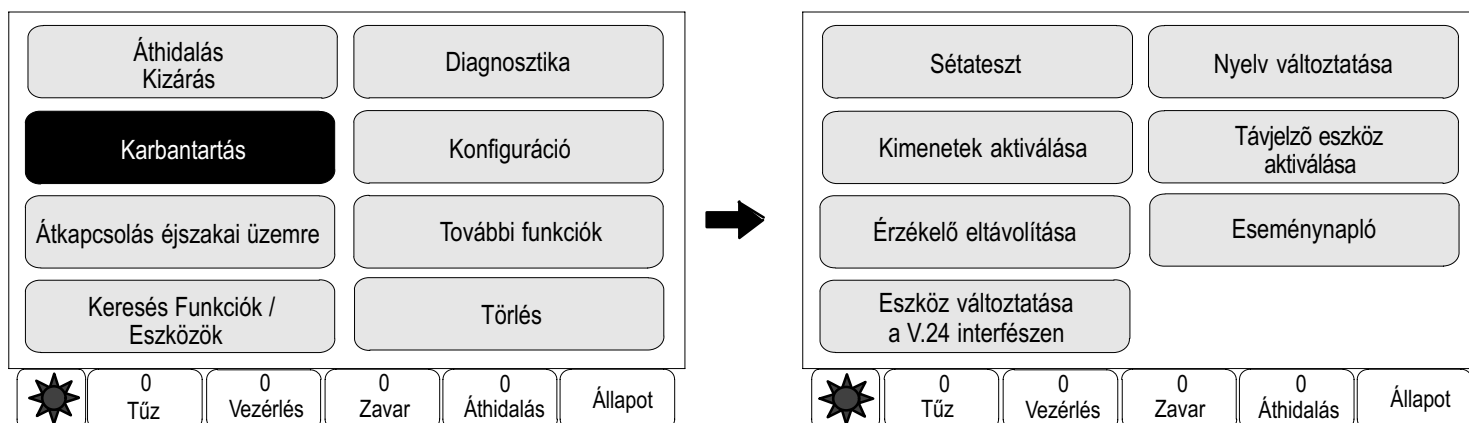 Áthidalás
Kizárás
Diagnosztika
Karbantartás
Konfiguráció
Átkapcsolás éjszakai üzemre
További funkciók
Keresés Funkciók /
Eszközök
Törlés
0
Tűz
0
Vezérlés
0
Zavar
0
Áthidalás
Állapot
Sétateszt
Nyelv változtatása
Kimenetek aktiválása
Távjelzõ eszköz
aktiválása
Érzékelő eltávolítása
Eseménynapló
Eszköz változtatása
a V.24 interfészen
0
Tűz
0
Vezérlés
0
Zavar
0
Áthidalás
Állapot